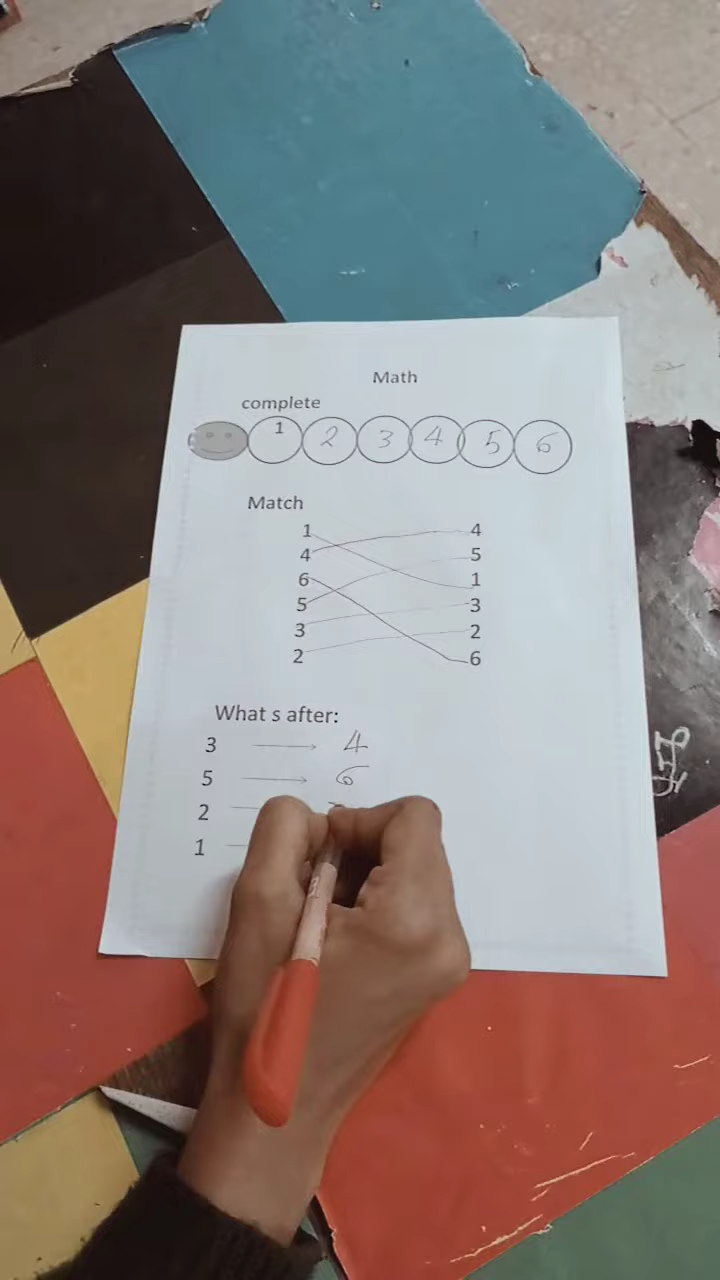 Math
complete
1 2 3 4 5 6
Match
1 4
4 5
6 1
5 3
3 2
2 6
What s after:
3 → 4
5 → 6
2
1